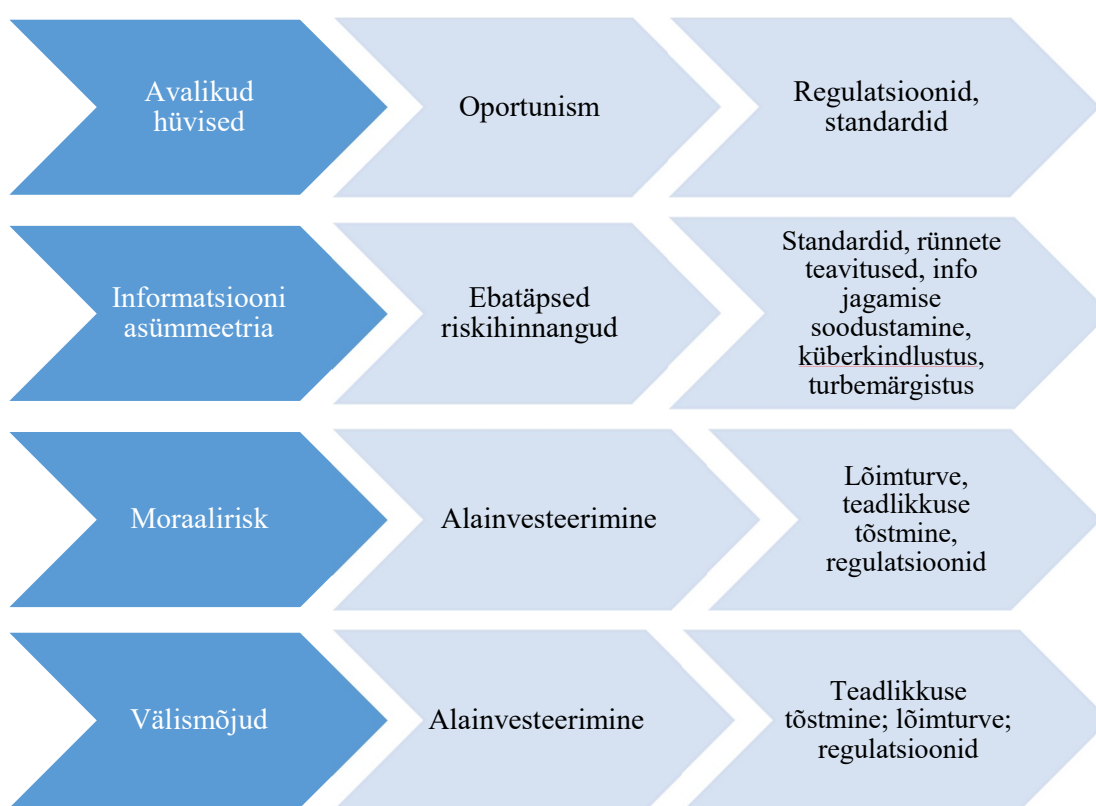 Avalikud
hüvised
Oportunism
Regulatsioonid,
standardid
Informatsiooni
asümmeetria
Ebatäpsed
riskihinnangud
Standardid, rünnete
teavitused, info
jagamise
soodustamine,
küberkindlustus,
turbemärgistus
Moraalirisk
Alainvesteerimine
Lõimturve,
teadlikkuse
tõstmine,
regulatsioonid
Välismõjud
Alainvesteerimine
Teadlikkuse
tõstmine; lõimturve;
regulatsioonid